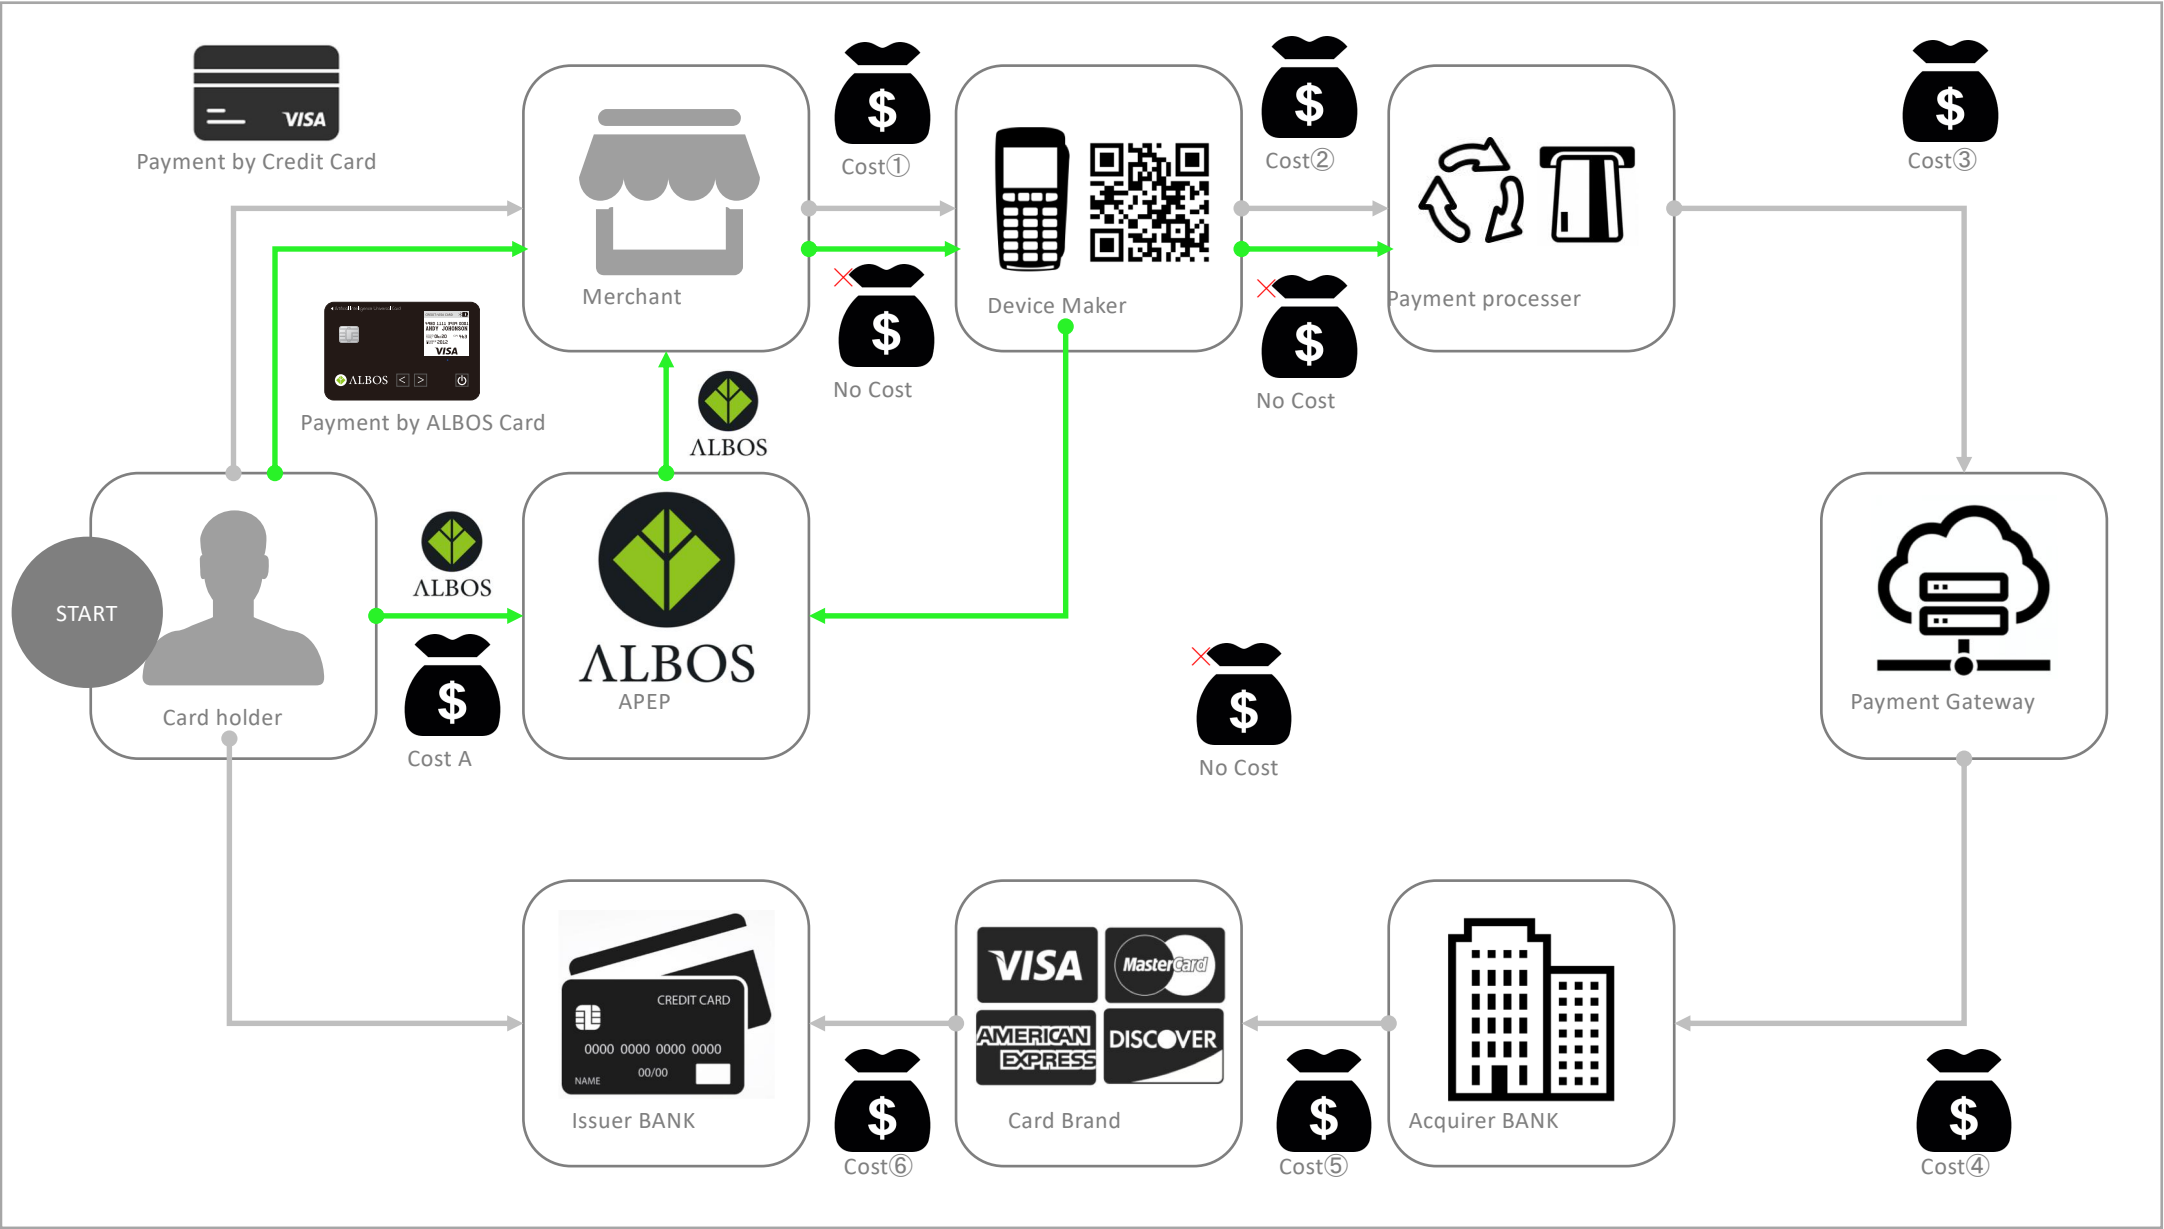 VISA
Payment by Credit Card
Cost①
Cost②
Cost③
Merchant
Device Maker
Payment processer
No Cost
No Cost
VISA
ALBOS
< >
Payment by ALBOS Card
ALBOS
ALBOS
START
Card holder
Cost A
ALBOS
APEP
No Cost
Payment Gateway
CREDIT CARD
0000 0000 0000 0000
00/00
NAME
Issuer BANK
VISA
MasterCard
AMERICAN
EXPRESS
DISCOVER
Card Brand
Acquirer BANK
Cost⑥
Cost⑤
Cost④